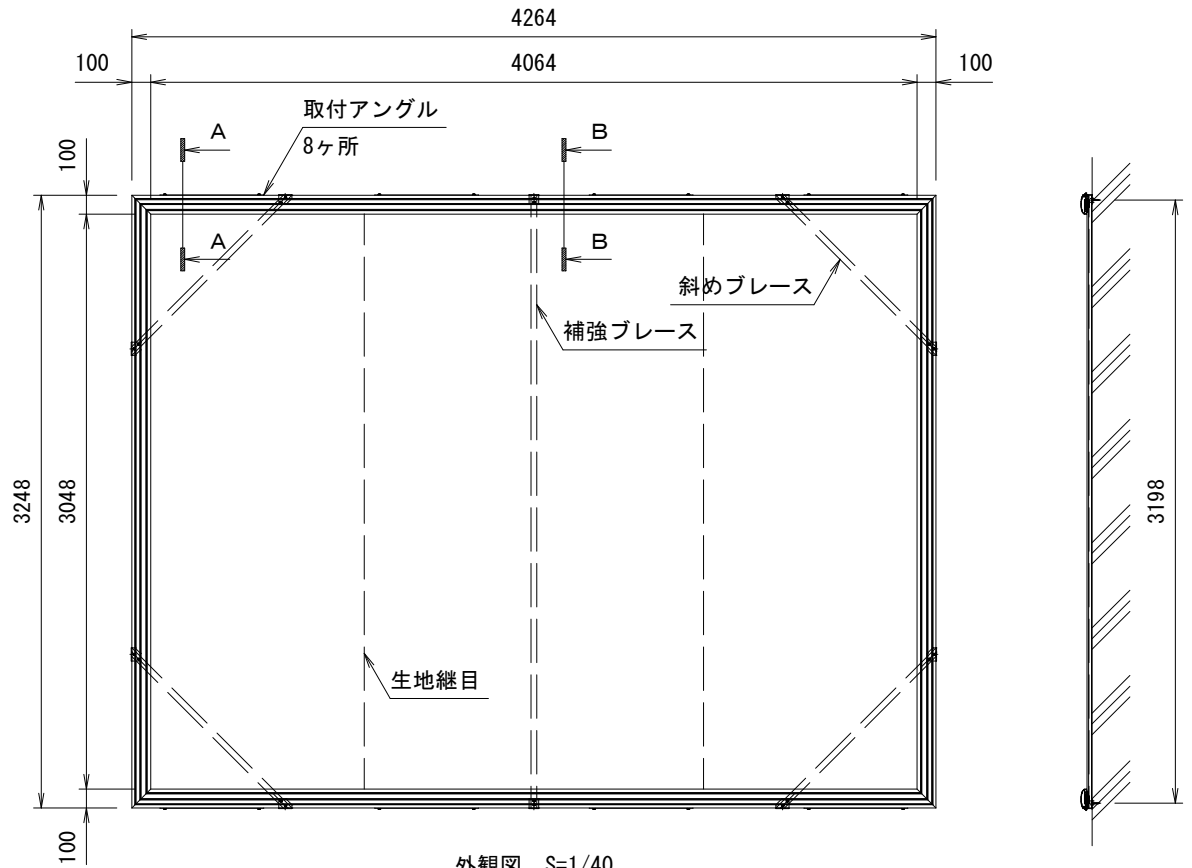 4264
100
4064
100
取付アングル
8ヶ所
A
B
100
A
B
斜めブレース
補強ブレース
3248
3048
3198
生地継目
100
外観図 S=1/40